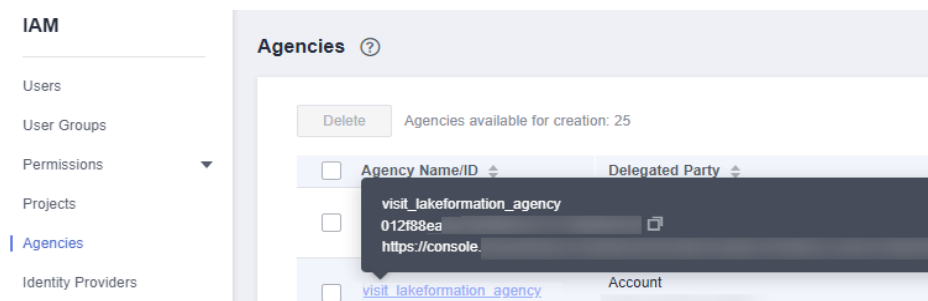 IAM
Users
User Groups
Permissions
Projects
Agencies
Identity Providers
Agencies ?
Delete
Agencies available for creation: 25
Agency Name/ID
Delegated Party
visit_lakeformation_agency
012f88ea
https://console.
visit_lakeformation_agency
Account